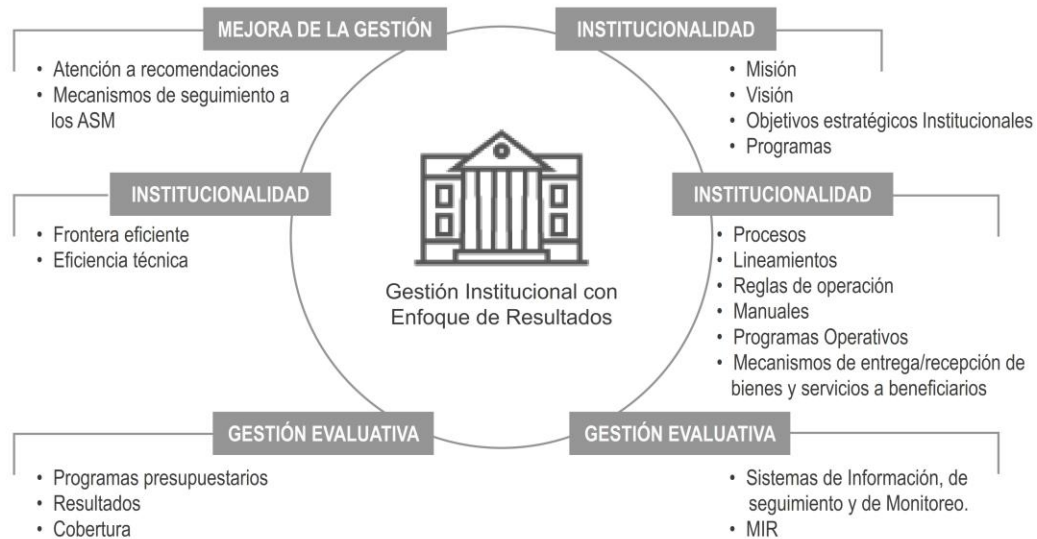 MEJORA DE LA GESTIÓN
• Atención a recomendaciones
• Mecanismos de seguimiento a
los ASM
INSTITUCIONALIDAD
• Misión
• Visión
• Objetivos estratégicos Institucionales
• Programas
INSTITUCIONALIDAD
• Frontera eficiente
• Eficiencia técnica
Gestión Institucional con
Enfoque de Resultados
INSTITUCIONALIDAD
• Procesos
• Lineamientos
• Reglas de operación
• Manuales
• Programas Operativos
• Mecanismos de entrega/recepción de
bienes y servicios a beneficiarios
GESTIÓN EVALUATIVA
• Programas presupuestarios
• Resultados
• Cobertura
GESTIÓN EVALUATIVA
• Sistemas de Información, de
seguimiento y de Monitoreo.
• MIR